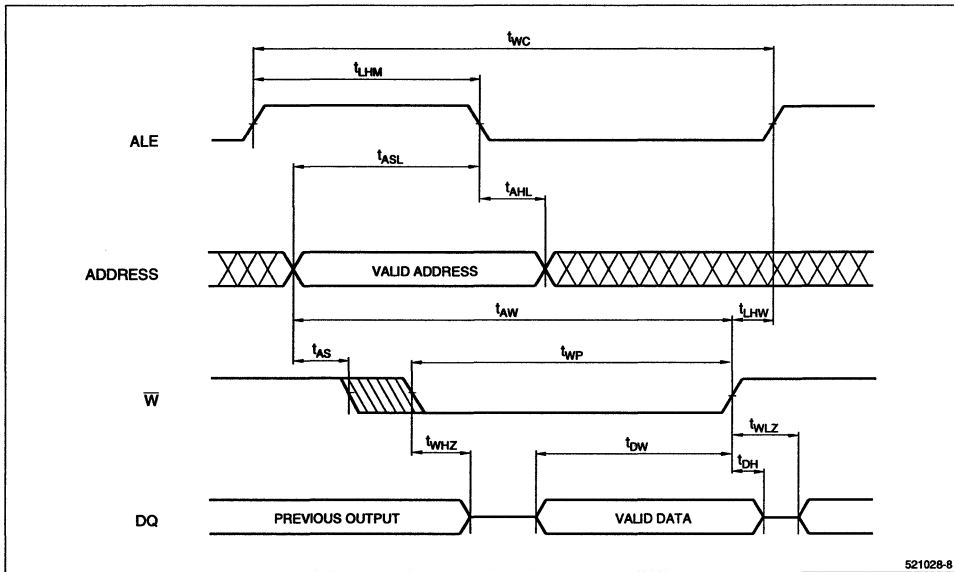 tWC
tLHM
ALE
tASL
tAHL
ADDRESS
VALID ADDRESS
tAW
tLHW
tAS
tWP
W̅
tWHZ
tDW
tWLZ
tDH
DQ
PREVIOUS OUTPUT
VALID DATA
521028-8